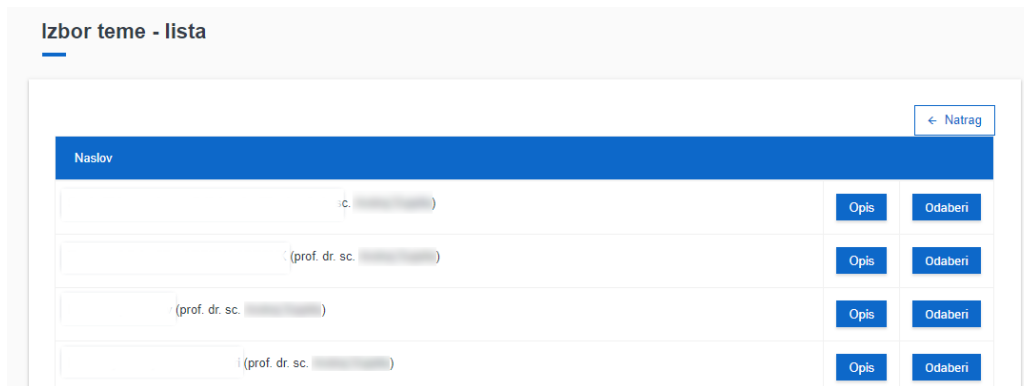 Izbor teme - lista
← Natrag
Naslov
sc. ) Opis Odaberi
(prof. dr. sc. ) Opis Odaberi
(prof. dr. sc. ) Opis Odaberi
(prof. dr. sc. ) Opis Odaberi